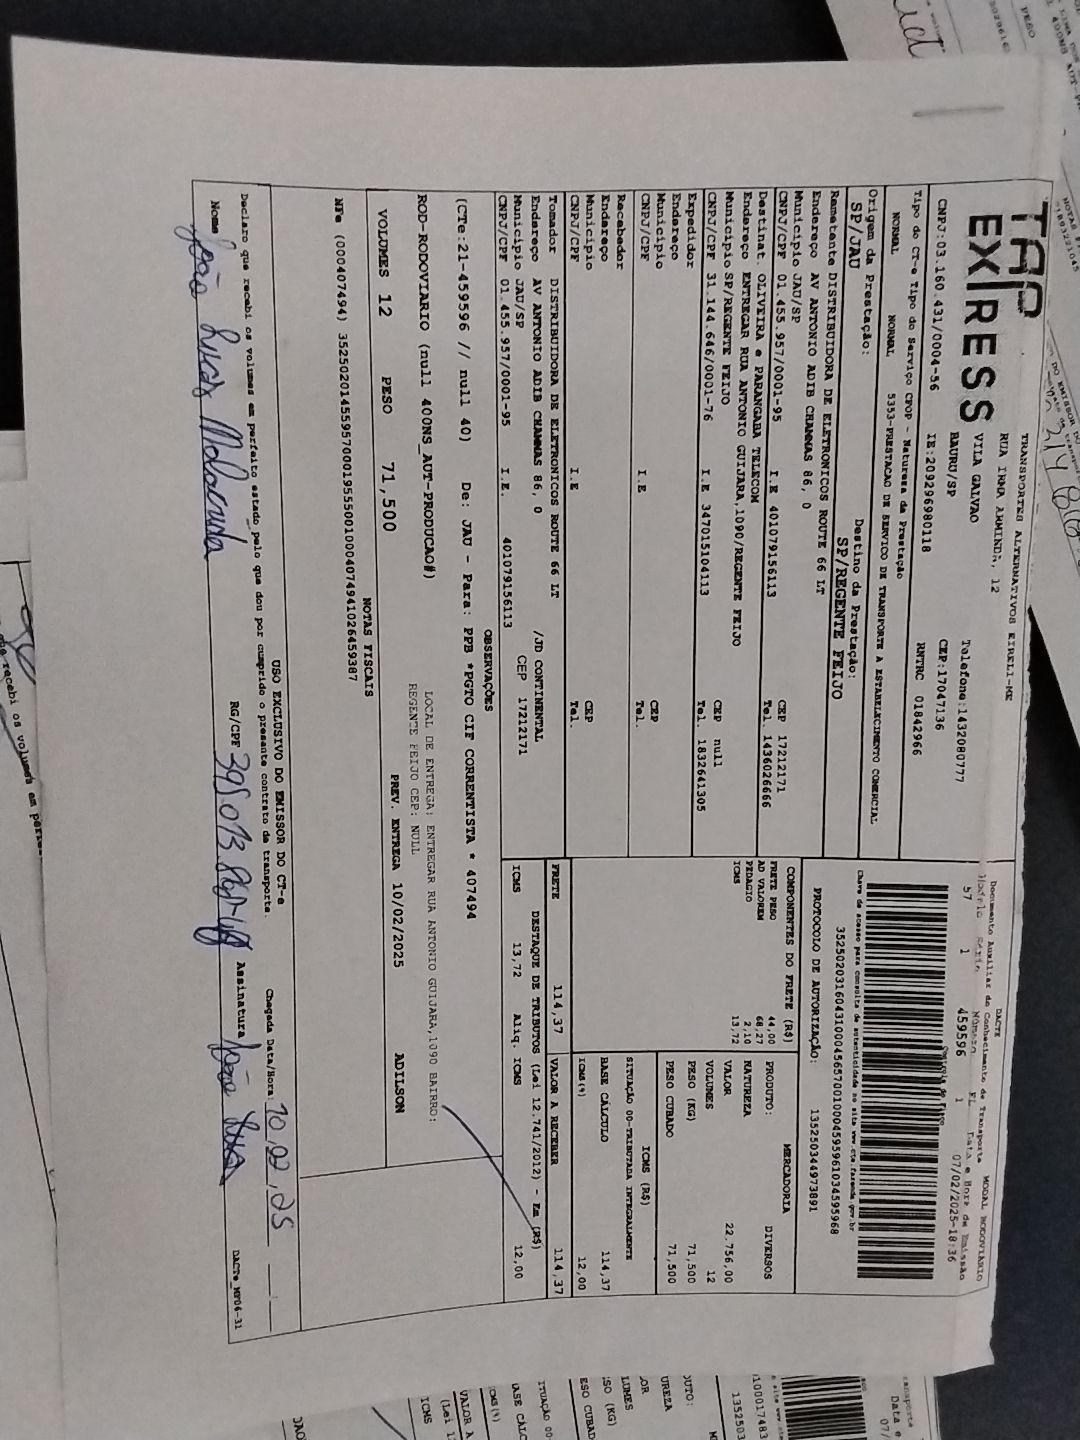 TAP
EXPRESS
TRANSPORTES ALTERNATIVOS EIRELI-ME
RUA IRMA ARMINDA, 12
VILA GALVAO
BAURU/SP
Telefone:1432080777
CEP:17047136
CNPJ:03.160.431/0004-56 IE:209296980118 RNTRC 01842966
Tipo do CT-e Tipo do Serviço CFOP - Natureza da Prestação
NORMAL NORMAL 5353-PRESTACAO DE SERVICO DE TRANSPORTE A ESTABELECIMENTO COMERCIAL
Origem da Prestação: Destino da Prestação:
SP/JAU SP/REGENTE FEIJO
Remetente DISTRIBUIDORA DE ELETRONICOS ROUTE 66 LT
Endereço AV ANTONIO ADIB CHAMMAS 86, 0
Municipio JAU/SP CEP 17212171
CNPJ/CPF 01.455.957/0001-95 I.E 401079156113 Tel. 1436026666
Destinat. OLIVEIRA e PARANGABA TELECOM
Endereço ENTREGAR RUA ANTONIO GUIJARA,1090/REGENTE FEIJO
Municipio SP/REGENTE FEIJO CEP null
CNPJ/CPF 31.144.646/0001-76 I.E 347015104113 Tel. 1832641305
Expedidor
Endereço
Municipio CEP
CNPJ/CPF I.E Tel.
Recebedor
Endereço
Municipio CEP
CNPJ/CPF I.E Tel.
Tomador DISTRIBUIDORA DE ELETRONICOS ROUTE 66 LT
Endereço AV ANTONIO ADIB CHAMMAS 86, 0 /JD CONTINENTAL
Municipio JAU/SP CEP 17212171
CNPJ/CPF 01.455.957/0001-95 I.E. 401079156113
DACTE
Documento Auxiliar do Conhecimento de Transporte MODAL RODOVIÁRIO
Modelo Série Número FL Data e Hora de Emissão
57 1 459596 1 07/02/2025-18:36
Controle do Fisco
Chave de acesso para consulta de autenticidade no site www.cte.fazenda.gov.br
35250203160431000456570010004595961034595968
PROTOCOLO DE AUTORIZAÇÃO: 135250344973891
COMPONENTES DO FRETE (R$)
FRETE PESO 44,00
AD VALOREM 68,27
PEDAGIO 2,10
ICMS 13,72
MERCADORIA
PRODUTO: DIVERSOS
NATUREZA
VALOR 22.756,00
VOLUMES 12
PESO (KG) 71,500
PESO CUBADO 71,500
ICMS (R$)
SITUAÇÃO 00-TRIBUTADA INTEGRALMENTE
BASE CÁLCULO 114,37
ICMS(%) 12,00
FRETE 114,37 VALOR A RECEBER 114,37
DESTAQUE DE TRIBUTOS (Lei 12.741/2012) - Em (R$)
ICMS 13,72 Aliq. ICMS 12,00
OBSERVAÇÕES
(CTe:21-459596 // null 40) De: JAU - Para: PPB *PGTO CIF CORRENTISTA * 407494
LOCAL DE ENTREGA: ENTREGAR RUA ANTONIO GUIJARA,1090 BAIRRO:
REGENTE FEIJO CEP: NULL
ROD-RODOVIARIO (null 400NS_AUT-PRODUCAO#)
VOLUMES 12 PESO 71,500 PREV. ENTREGA 10/02/2025 ADILSON
NOTAS FISCAIS
NFe (000407494) 35250201455957000195550010004074941026459387
USO EXCLUSIVO DO EMISSOR DO CT-e
Declaro que recebi os volumes em perfeito estado pelo que dou por cumprido o presente contrato de transporte. Chegada Data/Hora: 10,02,25
Nome João Lucas RG/CPF Assinatura João Lucas
DACTe_MF06-31